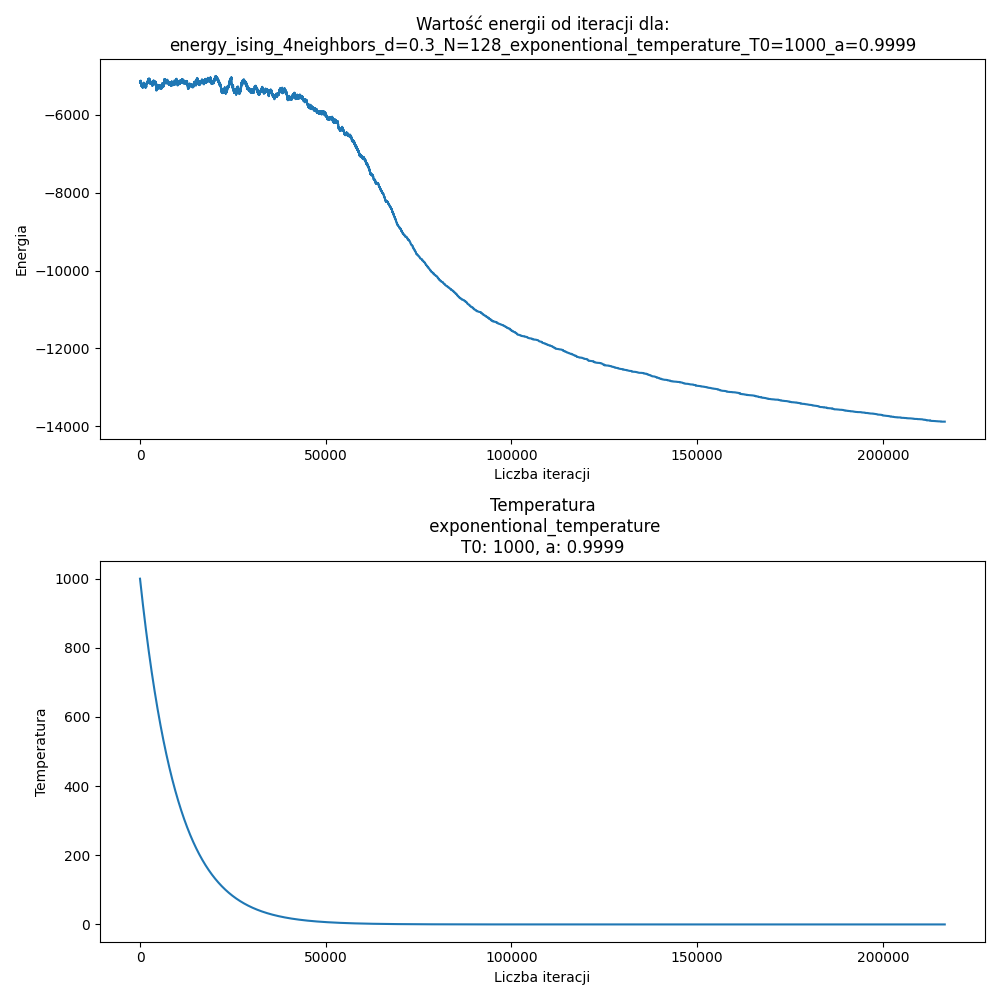 Wartość energii od iteracji dla:
energy_ising_4neighbors_d=0.3_N=128_exponentional_temperature_T0=1000_a=0.9999
−6000
−8000
−10000
−12000
−14000
Energia
0
50000
100000
150000
200000
Liczba iteracji
Temperatura
exponentional_temperature
T0: 1000, a: 0.9999
1000
800
600
400
200
0
Temperatura
0
50000
100000
150000
200000
Liczba iteracji